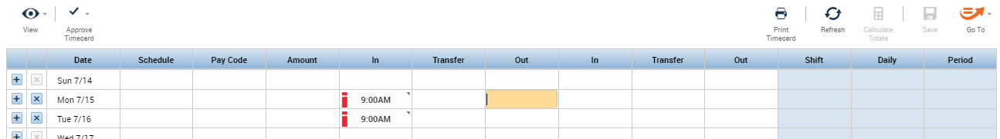 View
Approve
Timecard
Print
Timecard
Refresh
Calculate
Totals
Save
Go To
Date Schedule Pay Code Amount In Transfer Out In Transfer Out Shift Daily Period
Sun 7/14
Mon 7/15 9:00AM
Tue 7/16 9:00AM
Wed 7/17